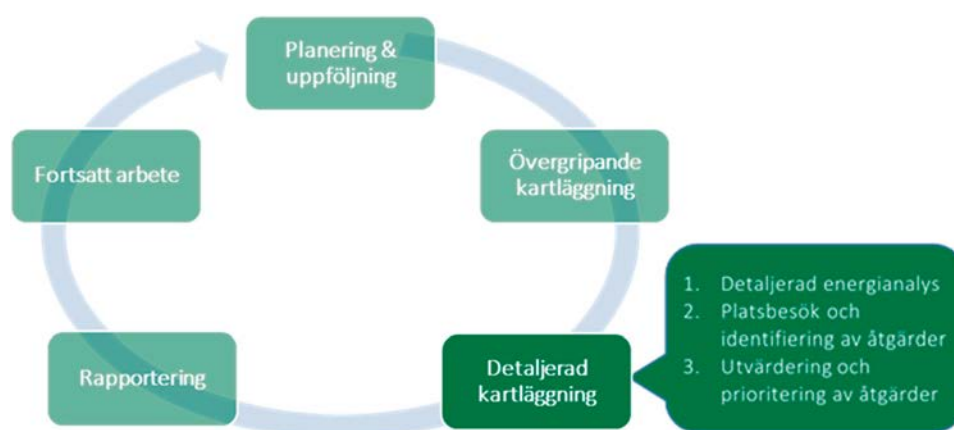 Planering &
uppföljning
Övergripande
kartläggning
Detaljerad
kartläggning
1. Detaljerad energianalys
2. Platsbesök och
identifiering av åtgärder
3. Utvärdering och
prioritering av åtgärder
Rapportering
Fortsatt arbete